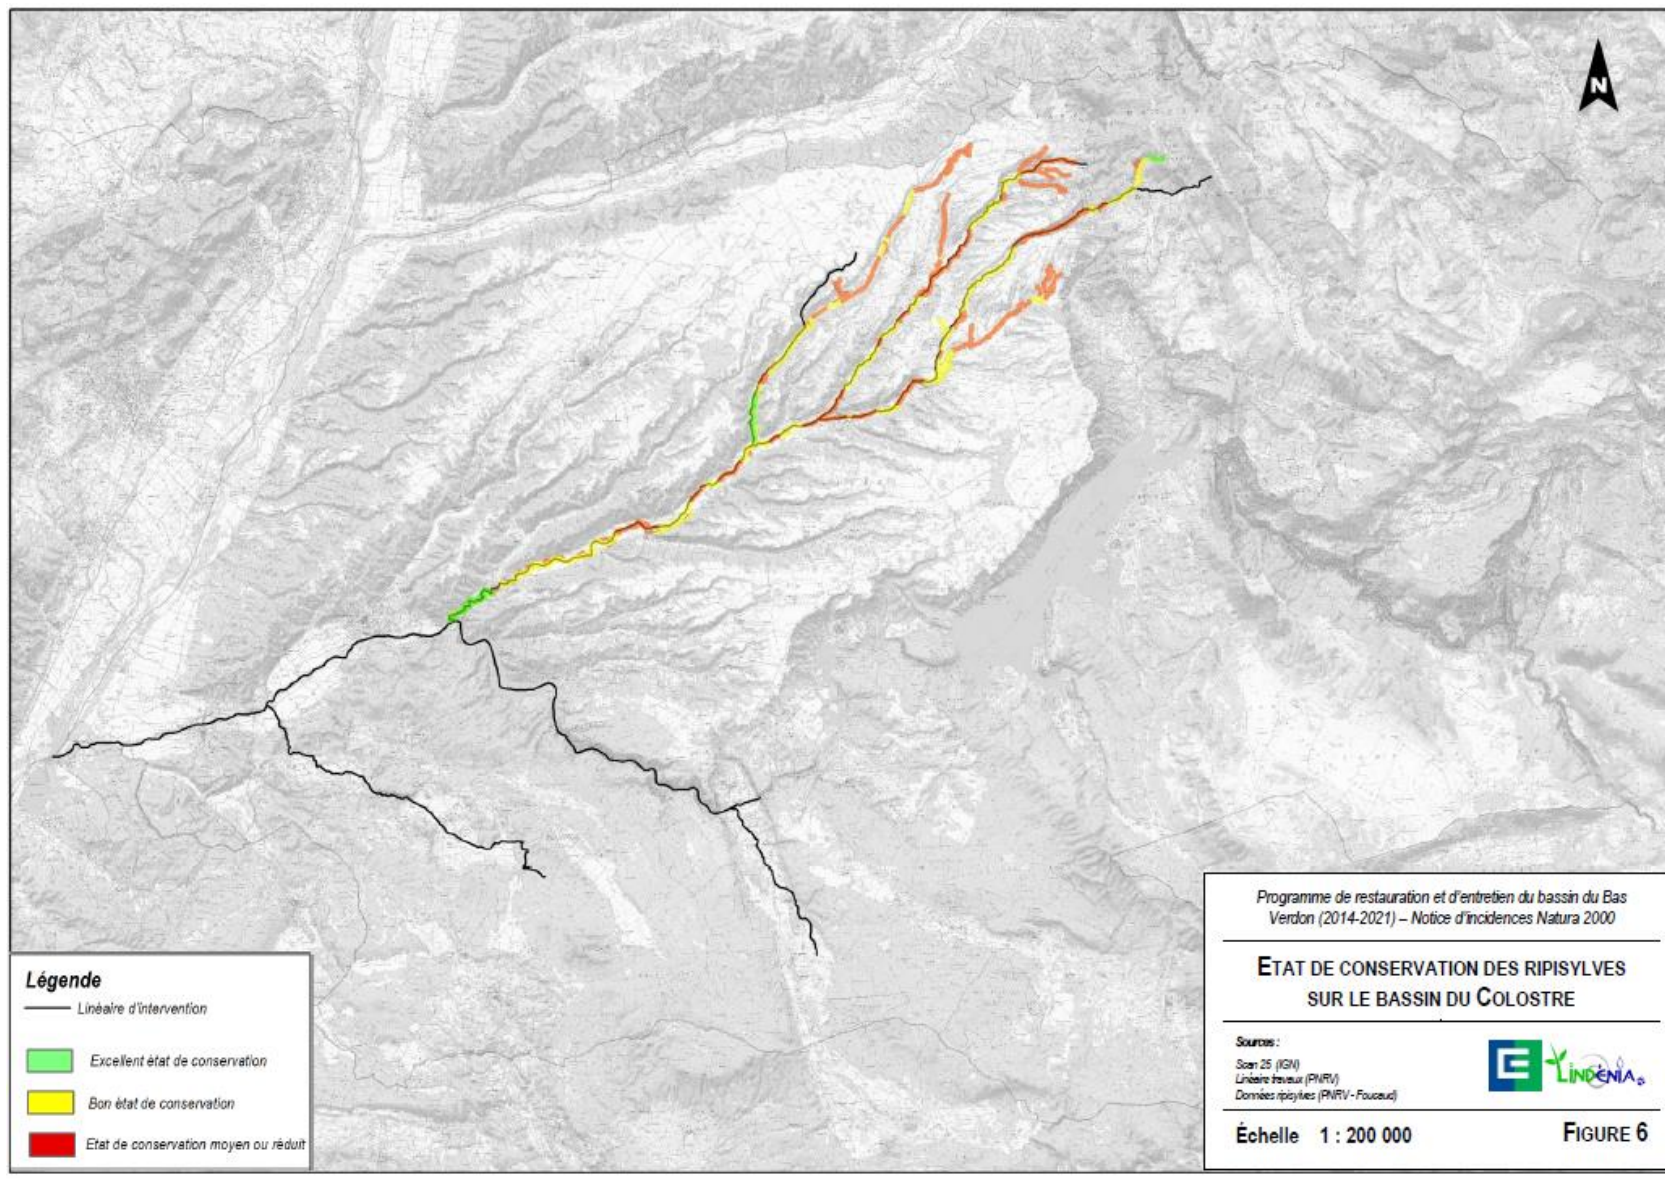 N
Légende
Linéaire d'intervention
Excellent état de conservation
Bon état de conservation
Etat de conservation moyen ou réduit
Programme de restauration et d'entretien du bassin du Bas
Verdon (2014-2021) – Notice d'incidences Natura 2000
ETAT DE CONSERVATION DES RIPISYLVES
SUR LE BASSIN DU COLOSTRE
Sources :
Scan 25 (IGN)
Linéaire travaux (PNRV)
Données ripisylves (PNRV - Foucaud)
LINDENIA
Échelle 1 : 200 000
FIGURE 6